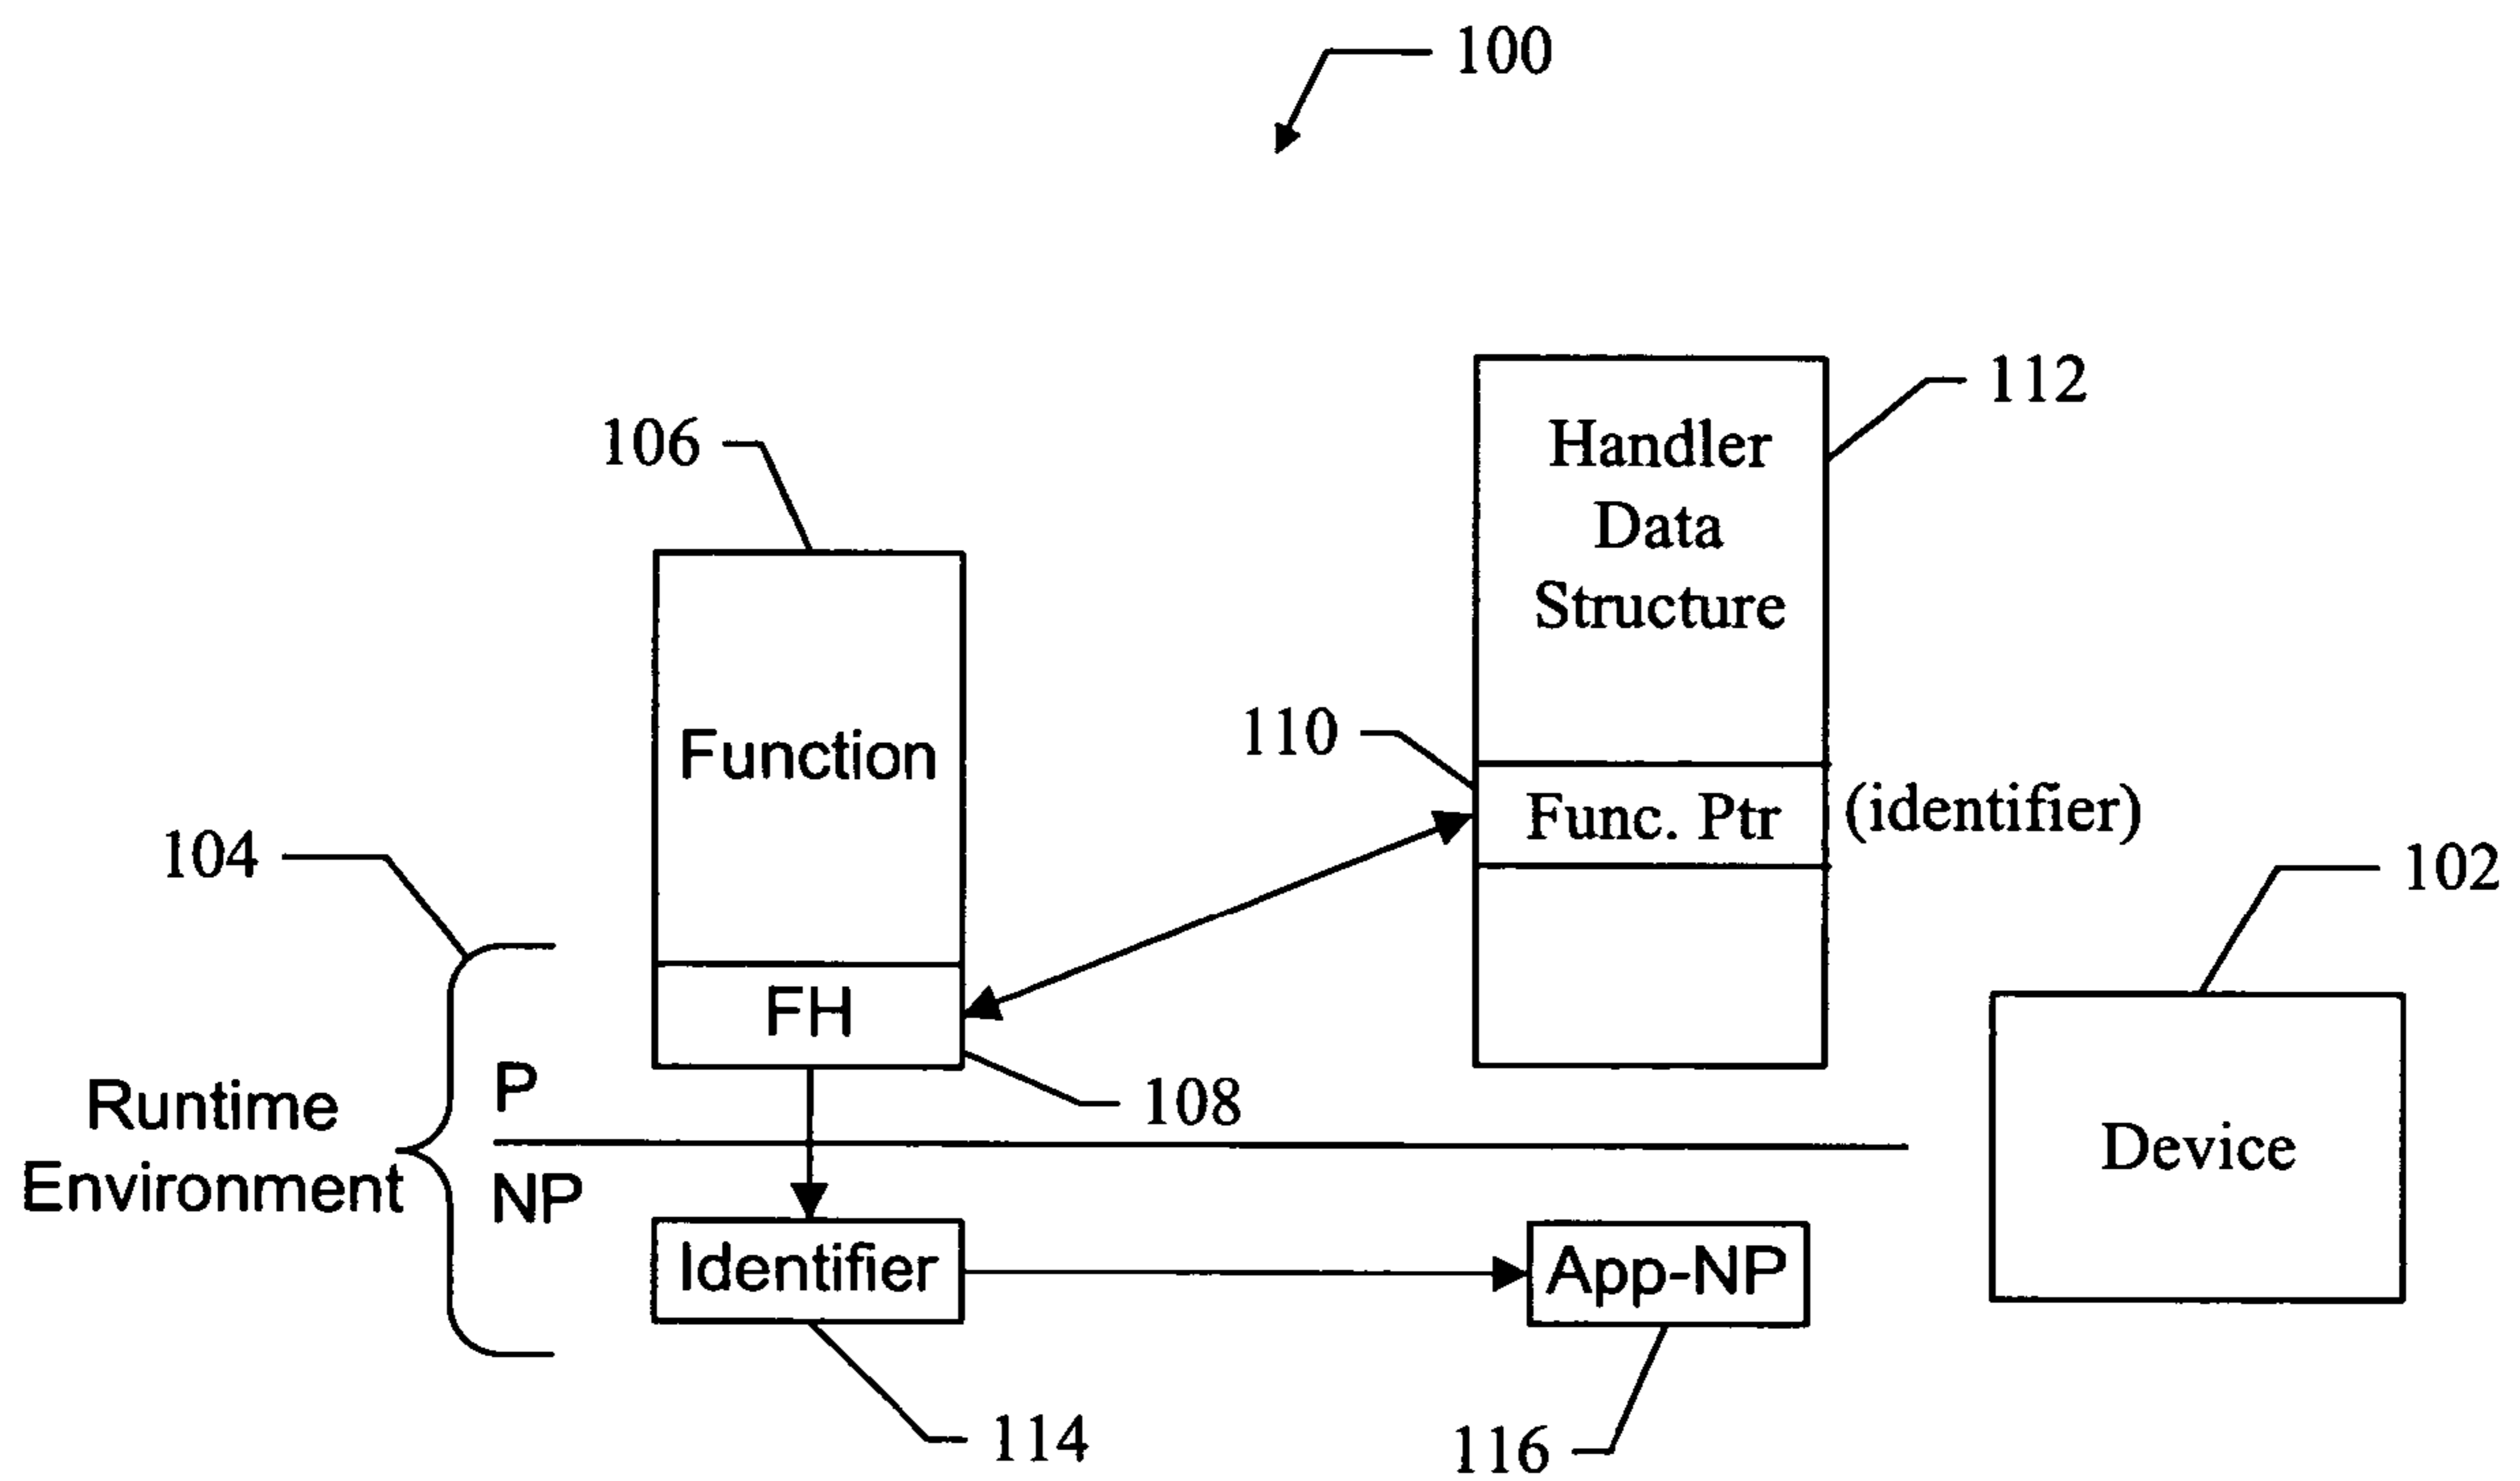 100
112
106
Handler
Data
Structure
110
Function
Func. Ptr
(identifier)
104
102
FH
108
P
Runtime
Environment
NP
Device
Identifier
App-NP
114
116